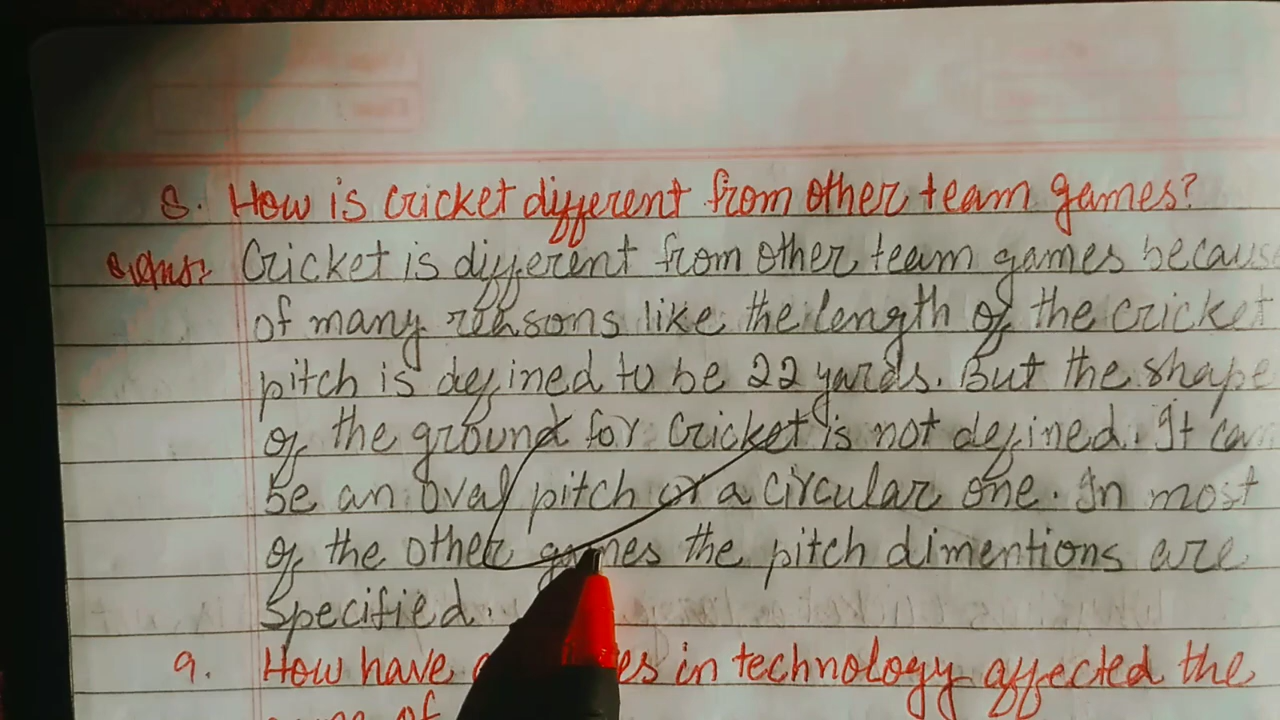 8. How is cricket different from other team games?
8.Ans:- Cricket is different from other team games because
of many reasons like the length of the cricket
pitch is defined to be 22 yards. But the shape
of the ground for cricket is not defined. It can
be an oval pitch or a circular one. In most
of the other games the pitch dimentions are
specified.
9. How have in technology affected the
of